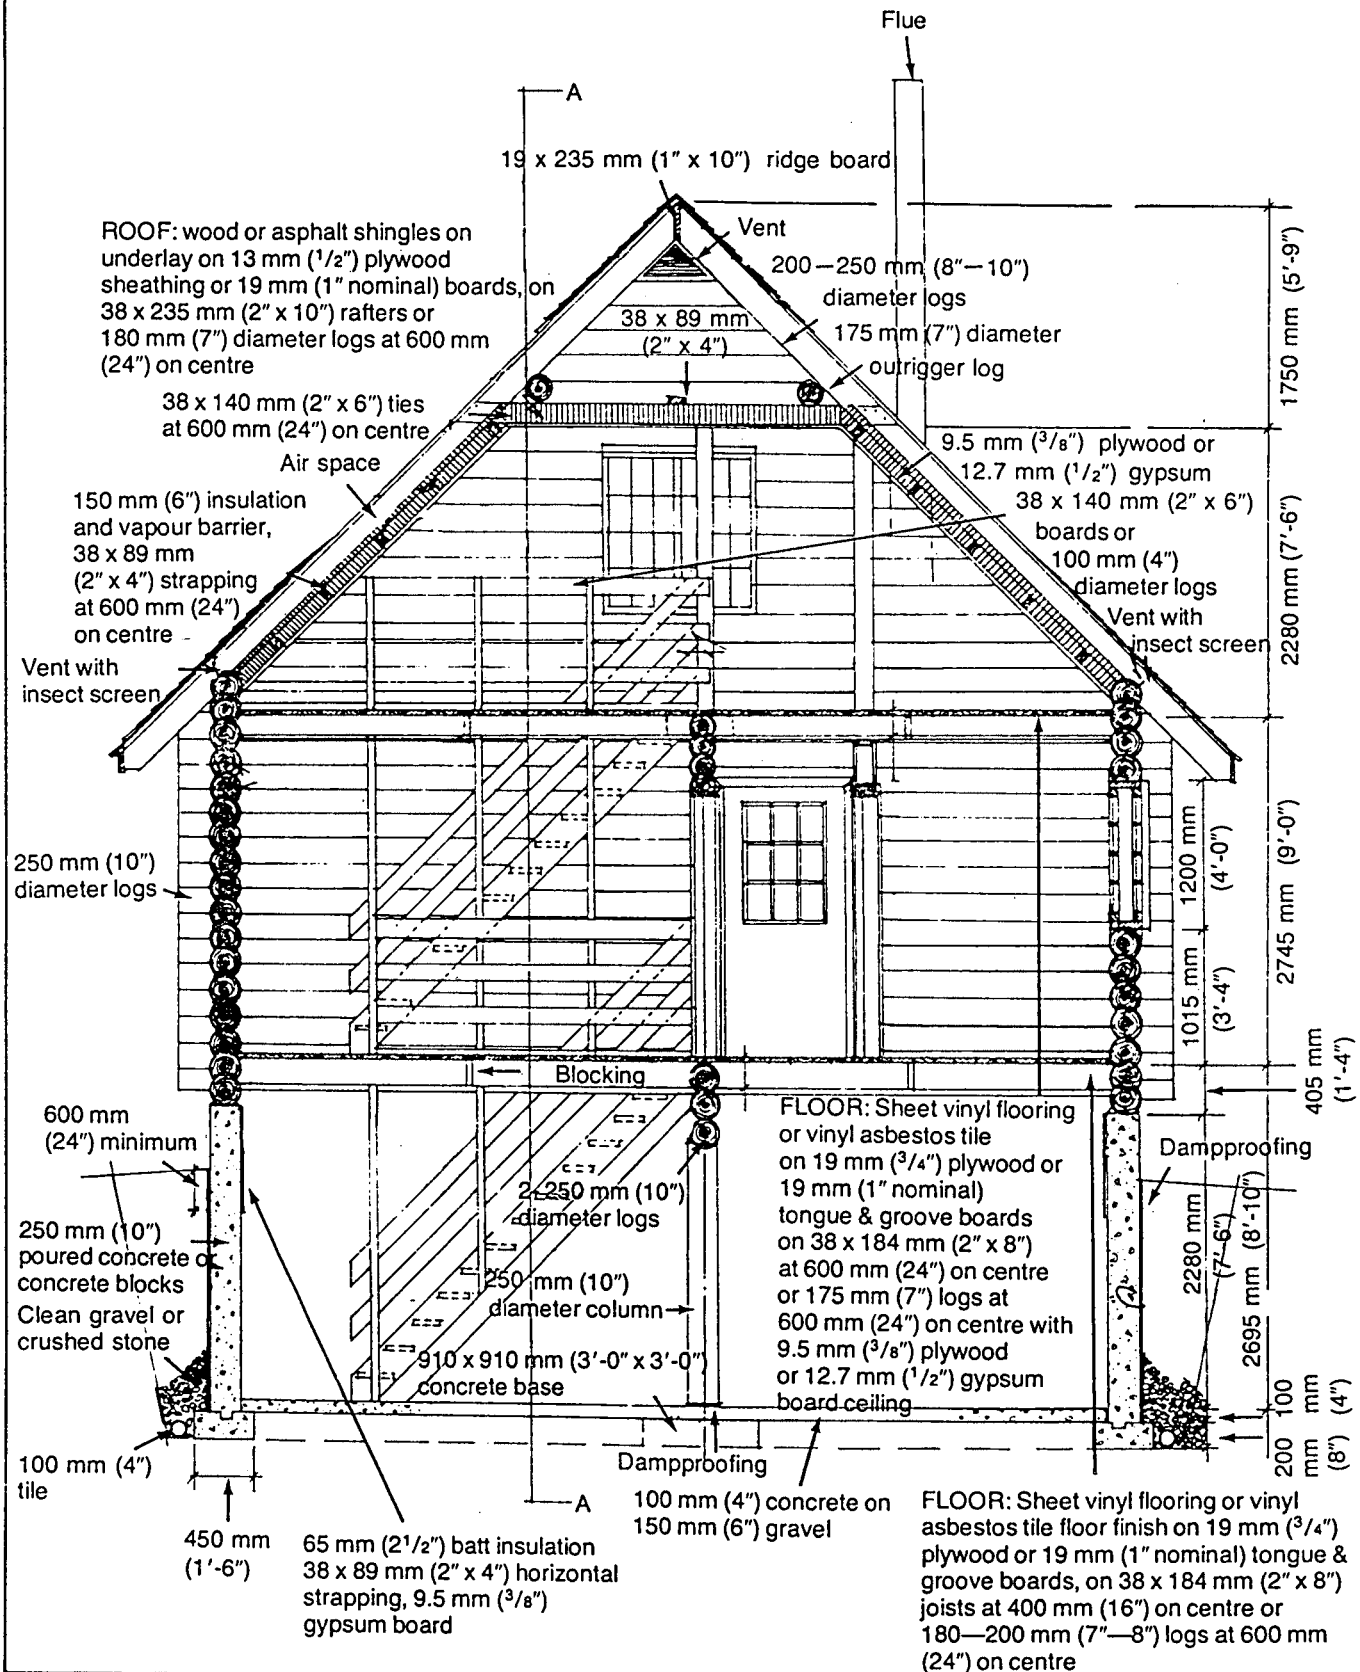 Flue
A
19 x 235 mm (1" x 10") ridge board
ROOF: wood or asphalt shingles on
underlay on 13 mm (1/2") plywood
sheathing or 19 mm (1" nominal) boards, on
38 x 235 mm (2" x 10") rafters or
180 mm (7") diameter logs at 600 mm
(24") on centre
Vent
200—250 mm (8"—10")
diameter logs
38 x 89 mm
(2" x 4")
175 mm (7") diameter
outrigger log
1750 mm (5'-9")
38 x 140 mm (2" x 6") ties
at 600 mm (24") on centre
Air space
9.5 mm (3/8") plywood or
12.7 mm (1/2") gypsum
38 x 140 mm (2" x 6")
boards or
100 mm (4")
diameter logs
150 mm (6") insulation
and vapour barrier,
38 x 89 mm
(2" x 4") strapping
at 600 mm (24")
on centre
2280 mm (7'-6")
Vent with
insect screen
Vent with
insect screen
250 mm (10")
diameter logs
1200 mm
(4'-0")
2745 mm (9'-0")
1015 mm
(3'-4")
Blocking
405 mm
(1'-4")
600 mm
(24") minimum
FLOOR: Sheet vinyl flooring
or vinyl asbestos tile
on 19 mm (3/4") plywood or
19 mm (1" nominal)
tongue & groove boards
on 38 x 184 mm (2" x 8")
at 600 mm (24") on centre
or 175 mm (7") logs at
600 mm (24") on centre with
9.5 mm (3/8") plywood
or 12.7 mm (1/2") gypsum
board ceiling
Dampproofing
2-250 mm (10")
diameter logs
250 mm (10")
poured concrete or
concrete blocks
Clean gravel or
crushed stone
250 mm (10")
diameter column
2280 mm
(7'-6")
2695 mm (8'-10")
910 x 910 mm (3'-0" x 3'-0")
concrete base
100
mm
(4")
200
mm
(8")
100 mm (4")
tile
Dampproofing
A
100 mm (4") concrete on
150 mm (6") gravel
450 mm
(1'-6")
65 mm (2 1/2") batt insulation
38 x 89 mm (2" x 4") horizontal
strapping, 9.5 mm (3/8")
gypsum board
FLOOR: Sheet vinyl flooring or vinyl
asbestos tile floor finish on 19 mm (3/4")
plywood or 19 mm (1" nominal) tongue &
groove boards, on 38 x 184 mm (2" x 8")
joists at 400 mm (16") on centre or
180—200 mm (7"—8") logs at 600 mm
(24") on centre